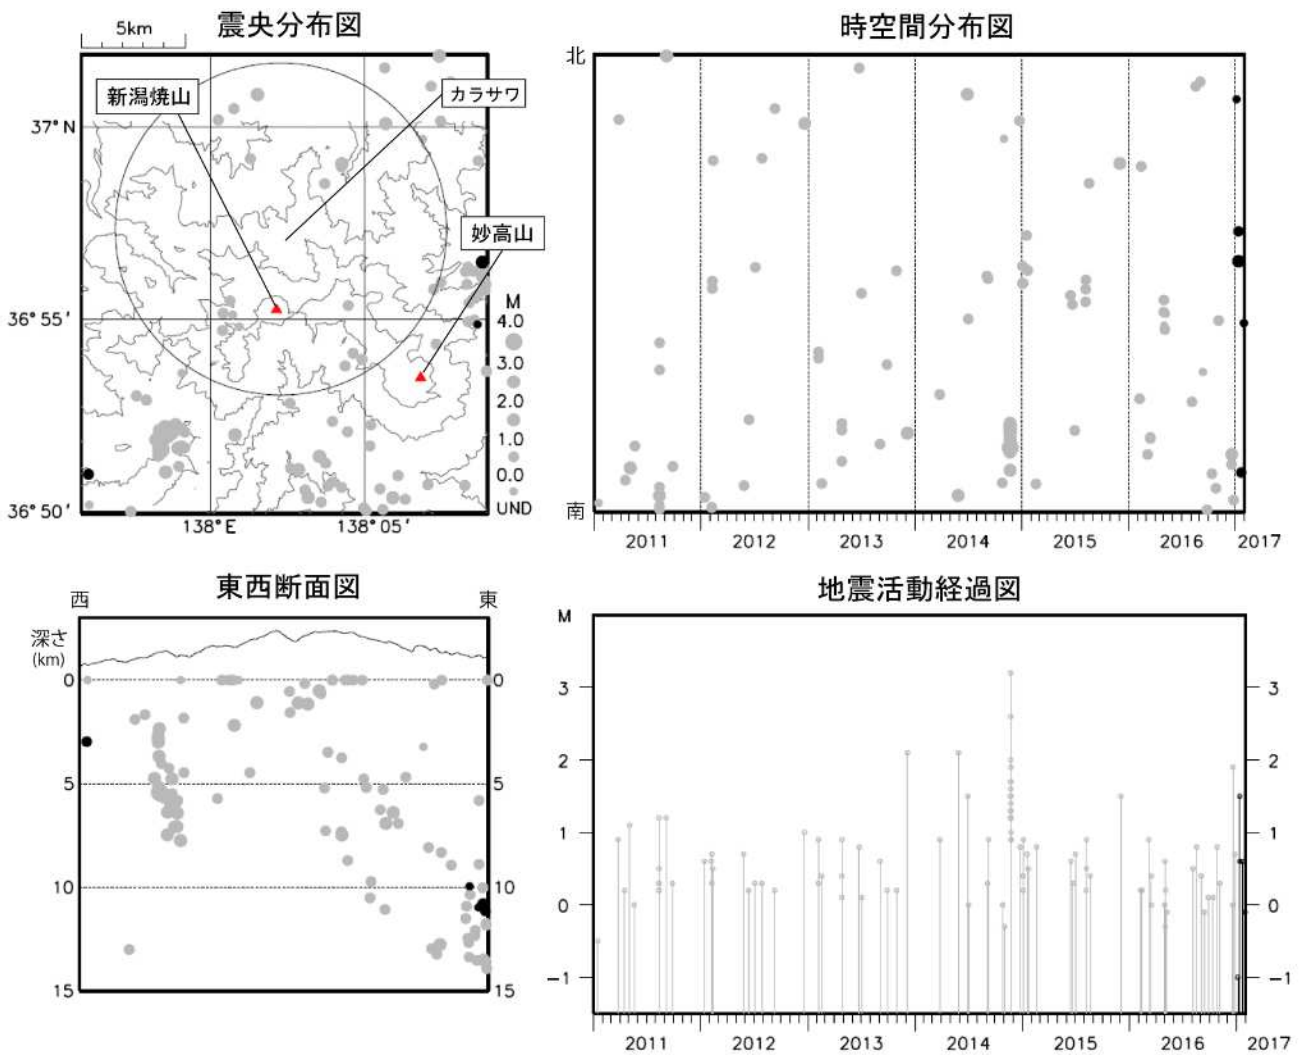 震央分布図
5km
新潟焼山
カラサワ
妙高山
37°N
36°55′
36°50′
138°E
138°05′
M
4.0
3.0
2.0
1.0
0.0
UND
時空間分布図
北
南
2011
2012
2013
2014
2015
2016
2017
東西断面図
西
東
深さ
(km)
0
0
5
5
10
10
15
15
地震活動経過図
M
3
3
2
2
1
1
0
0
-1
-1
2011
2012
2013
2014
2015
2016
2017